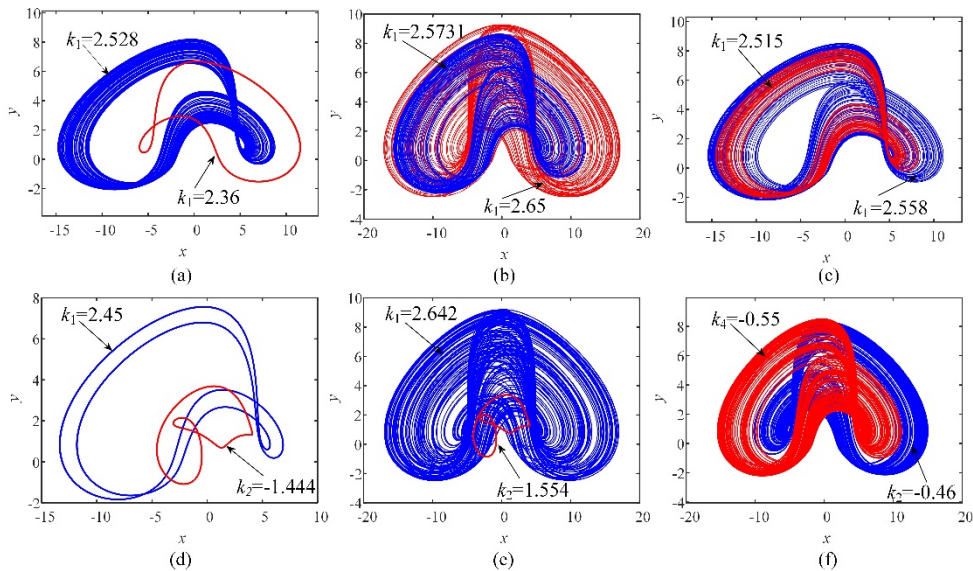 k₁=2.528
k₁=2.36
8
6
4
2
0
-2
y
-15 -10 -5 0 5 10
x
(a)
k₁=2.5731
k₁=2.65
10
8
6
4
2
0
-2
-4
y
-20 -10 0 10 20
x
(b)
k₁=2.515
k₁=2.558
8
6
4
2
0
-2
y
-15 -10 -5 0 5 10
x
(c)
k₁=2.45
k₂=-1.444
8
6
4
2
0
-2
y
-15 -10 -5 0 5 10
x
(d)
k₁=2.642
k₂=1.554
10
8
6
4
2
0
-2
-4
y
-20 -10 0 10 20
x
(e)
k₄=-0.55
k₂=-0.46
10
8
6
4
2
0
-2
-4
y
-20 -10 0 10 20
x
(f)